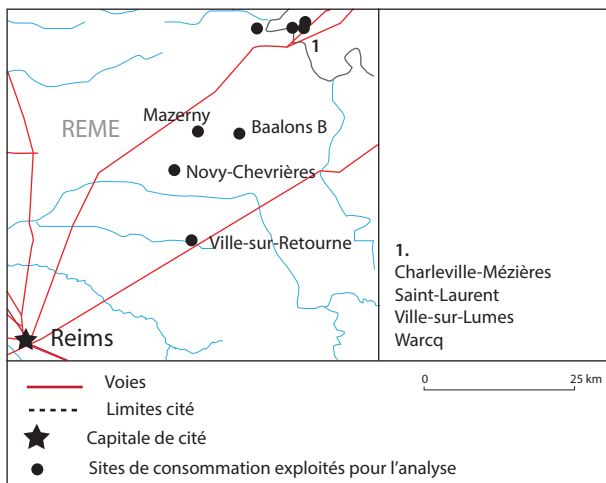 1
Mazerny
REME
Baalons B
Novy-Chevrières
Ville-sur-Retourne
Reims
1.
Charleville-Mézières
Saint-Laurent
Ville-sur-Lumes
Warcq
Voies
Limites cité
Capitale de cité
Sites de consommation exploités pour l'analyse
0 25 km